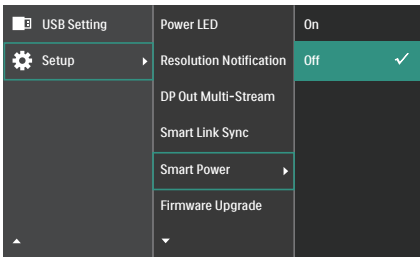 USB Setting
Setup
Power LED
Resolution Notification
DP Out Multi-Stream
Smart Link Sync
Smart Power
Firmware Upgrade
On
Off